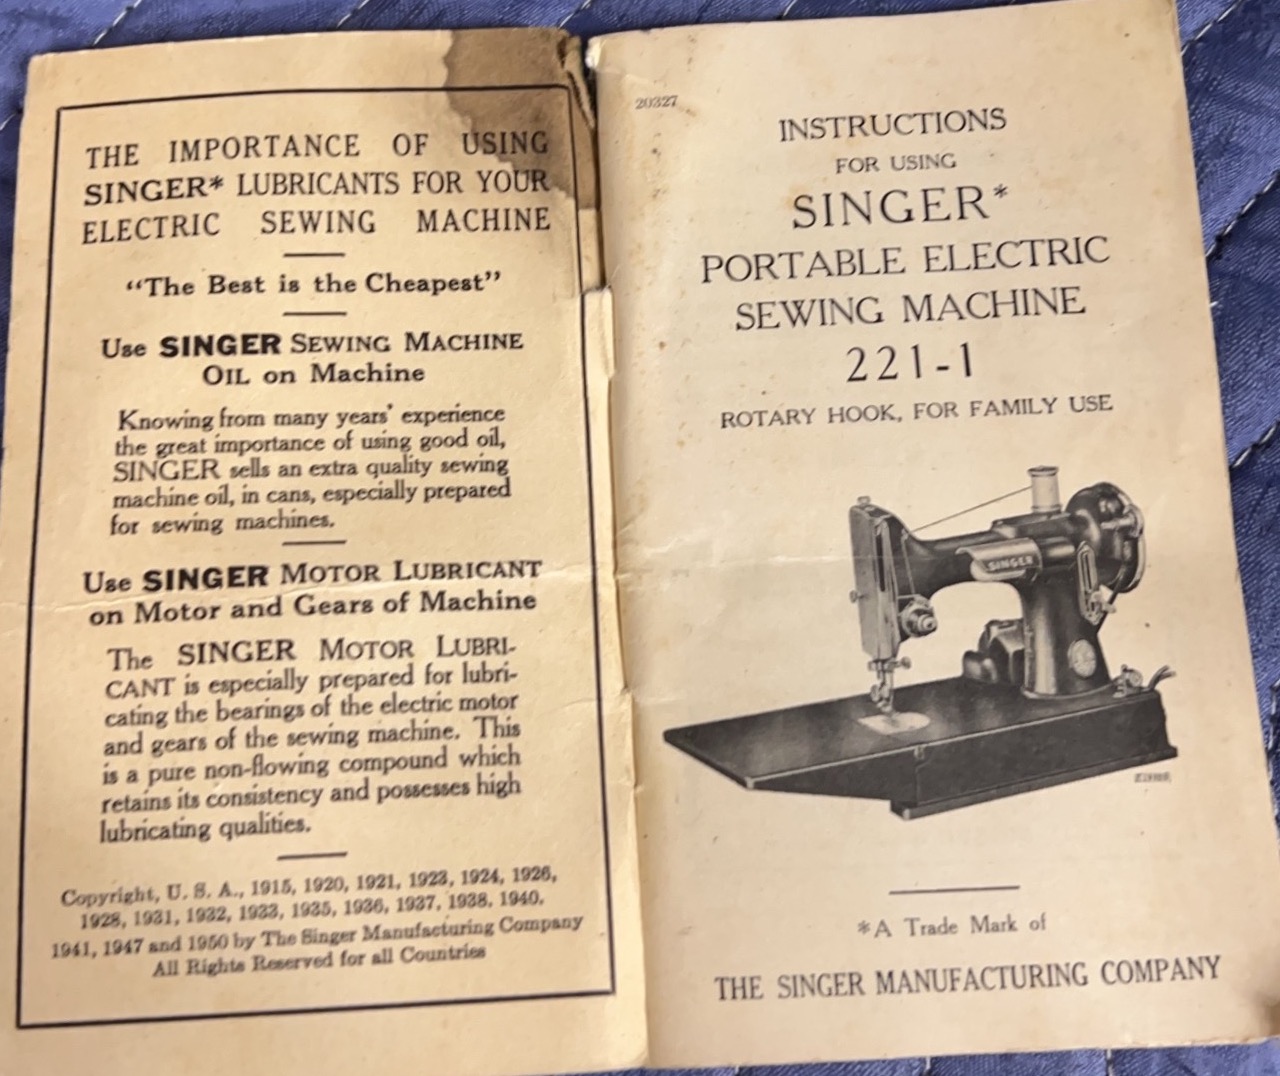 THE IMPORTANCE OF USING
SINGER* LUBRICANTS FOR YOUR
ELECTRIC SEWING MACHINE
“The Best is the Cheapest”
Use SINGER SEWING MACHINE
OIL on Machine
Knowing from many years' experience
the great importance of using good oil,
SINGER sells an extra quality sewing
machine oil, in cans, especially prepared
for sewing machines.
Use SINGER MOTOR LUBRICANT
on Motor and Gears of Machine
The SINGER MOTOR LUBRI-
CANT is especially prepared for lubri-
cating the bearings of the electric motor
and gears of the sewing machine. This
is a pure non-flowing compound which
retains its consistency and possesses high
lubricating qualities.
Copyright, U. S. A., 1915, 1920, 1921, 1923, 1924, 1926,
1928, 1931, 1932, 1933, 1935, 1936, 1937, 1938, 1940,
1941, 1947 and 1950 by The Singer Manufacturing Company
All Rights Reserved for all Countries
20327
INSTRUCTIONS
FOR USING
SINGER*
PORTABLE ELECTRIC
SEWING MACHINE
221-1
ROTARY HOOK, FOR FAMILY USE
SINGER
*A Trade Mark of
THE SINGER MANUFACTURING COMPANY